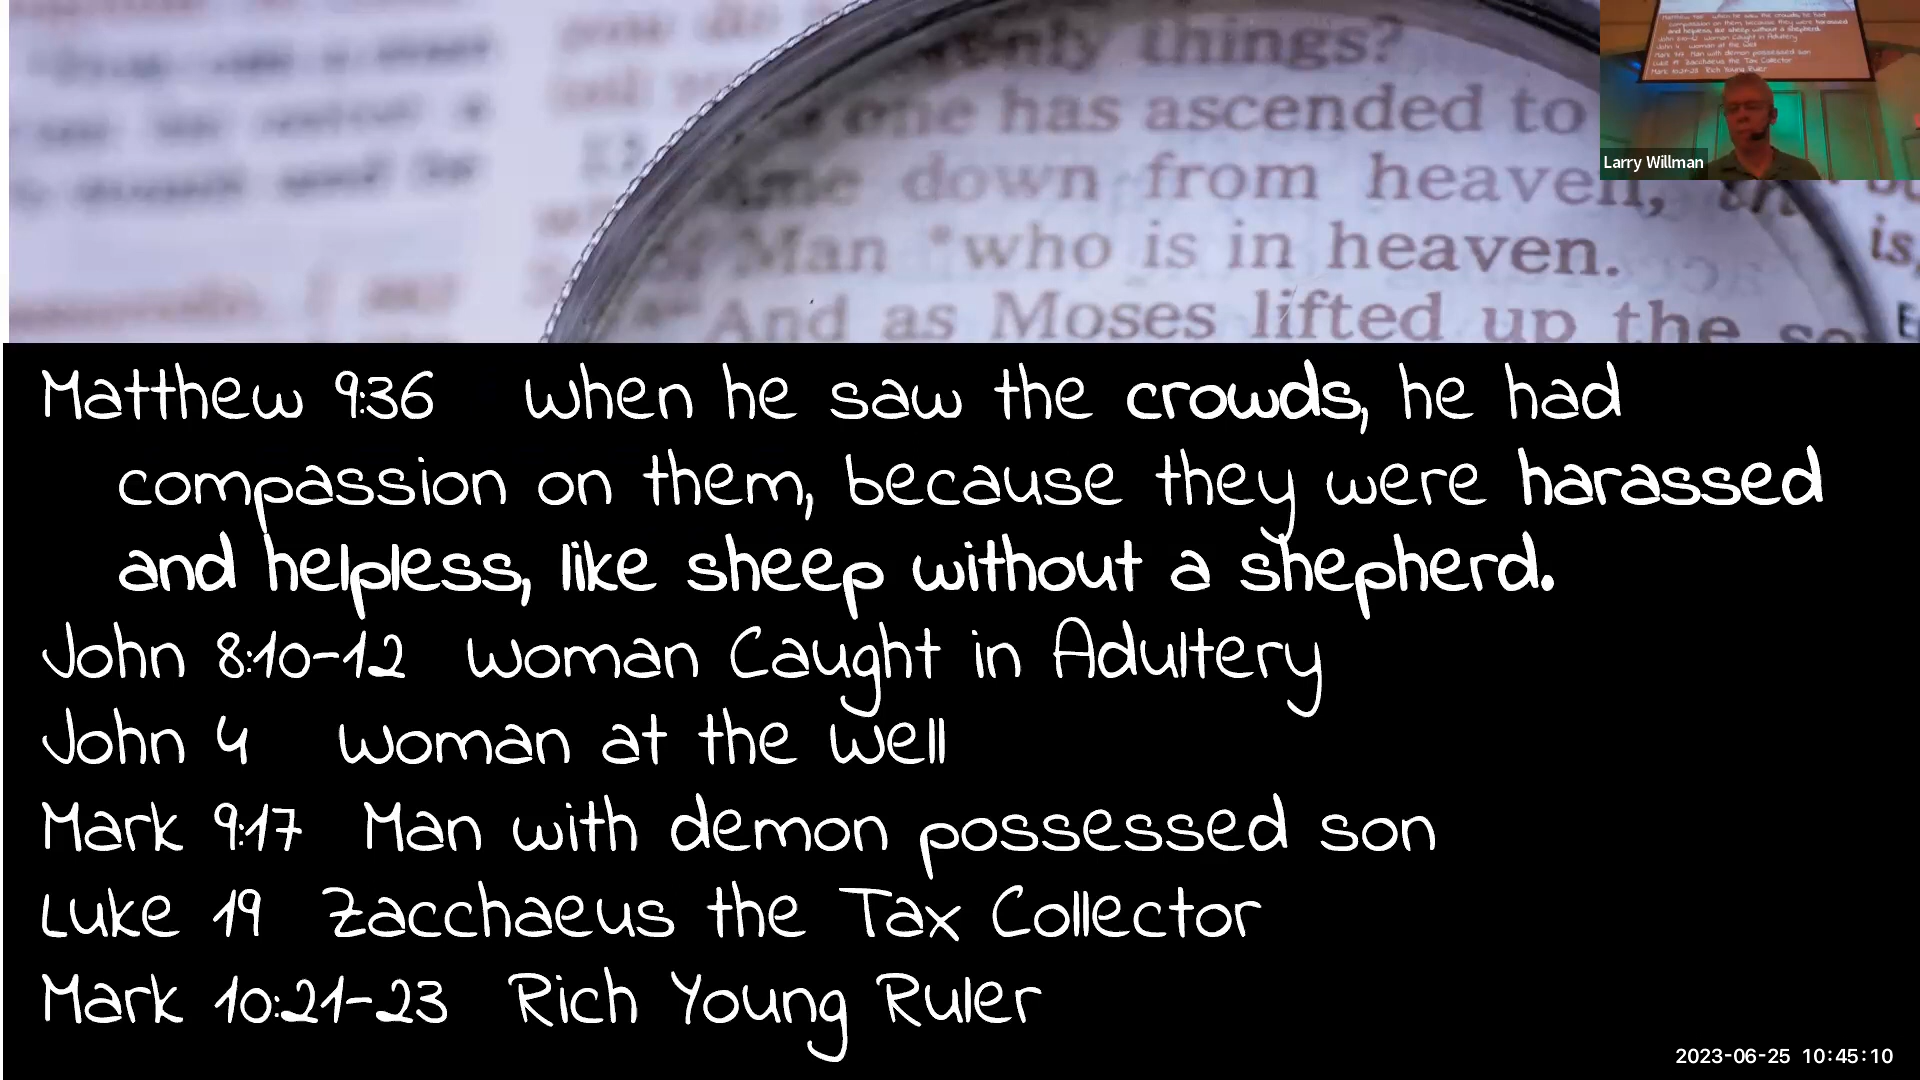 things?
one has ascended to
down from heaven,
Man *who is in heaven.
And as Moses lifted up the
is,
Larry Willman
Matthew 9:36 When he saw the crowds, he had
compassion on them, because they were harassed
and helpless, like sheep without a shepherd.
John 8:10-12 Woman Caught in Adultery
John 4 Woman at the Well
Mark 9:17 Man with demon possessed son
Luke 19 Zacchaeus the Tax Collector
Mark 10:21-23 Rich Young Ruler
2023-06-25 10:45:10